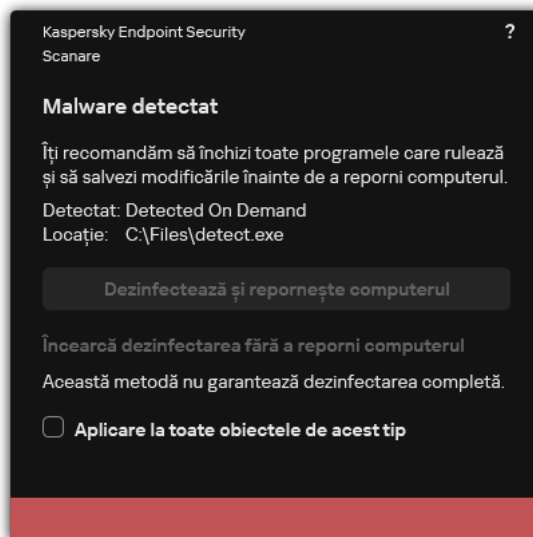 Kaspersky Endpoint Security
?
Scanare
Malware detectat
Îți recomandăm să închizi toate programele care rulează
și să salvezi modificările înainte de a reporni computerul.
Detectat: Detected On Demand
Locație: C:\Files\detect.exe
Dezinfectează și repornește computerul
Încearcă dezinfectarea fără a reporni computerul
Această metodă nu garantează dezinfectarea completă.
Aplicare la toate obiectele de acest tip